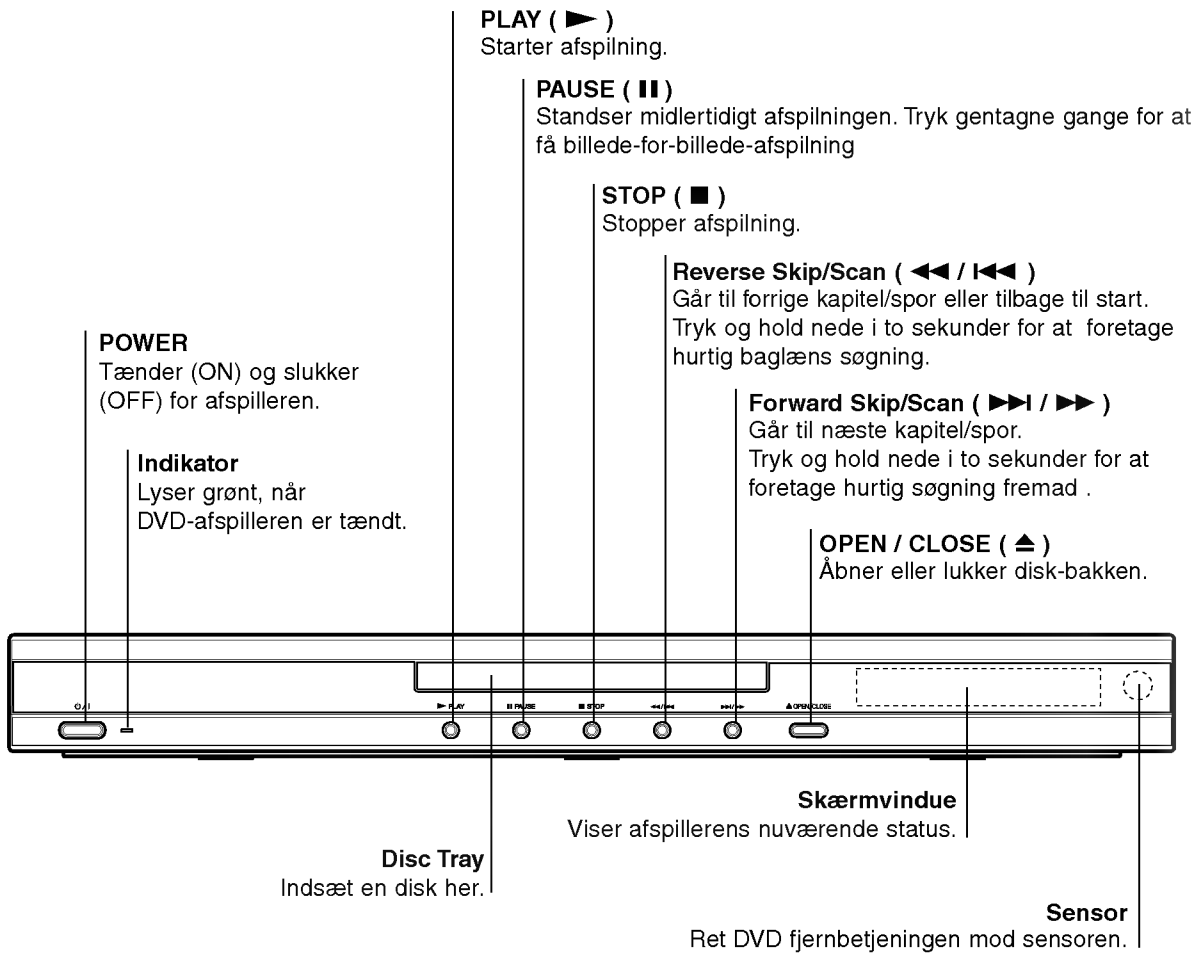 PLAY ( ► )
Starter afspilning.
PAUSE ( ❚❚ )
Standser midlertidigt afspilningen. Tryk gentagne gange for at
få billede-for-billede-afspilning
STOP ( ■ )
Stopper afspilning.
Reverse Skip/Scan ( ◄◄ / I◄◄ )
Går til forrige kapitel/spor eller tilbage til start.
Tryk og hold nede i to sekunder for at foretage
hurtig baglæns søgning.
POWER
Tænder (ON) og slukker
(OFF) for afspilleren.
Forward Skip/Scan ( ►►I / ►► )
Går til næste kapitel/spor.
Tryk og hold nede i to sekunder for at
foretage hurtig søgning fremad .
Indikator
Lyser grønt, når
DVD-afspilleren er tændt.
OPEN / CLOSE ( ⏏ )
Åbner eller lukker disk-bakken.
⏻ / I
► PLAY
❚❚ PAUSE
■ STOP
◄◄ / I◄◄
►►I / ►►
⏏ OPEN/CLOSE
Skærmvindue
Viser afspillerens nuværende status.
Disc Tray
Indsæt en disk her.
Sensor
Ret DVD fjernbetjeningen mod sensoren.